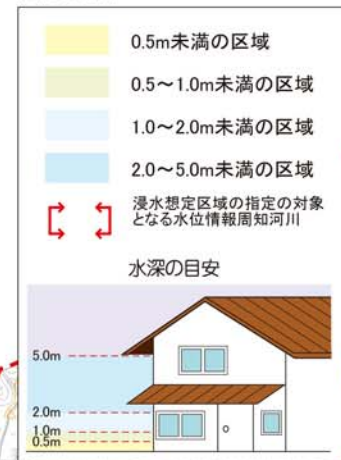 0.5m未満の区域
0.5～1.0m未満の区域
1.0～2.0m未満の区域
2.0～5.0m未満の区域
浸水想定区域の指定の対象
となる水位情報周知河川
水深の目安
5.0m
2.0m
1.0m
0.5m